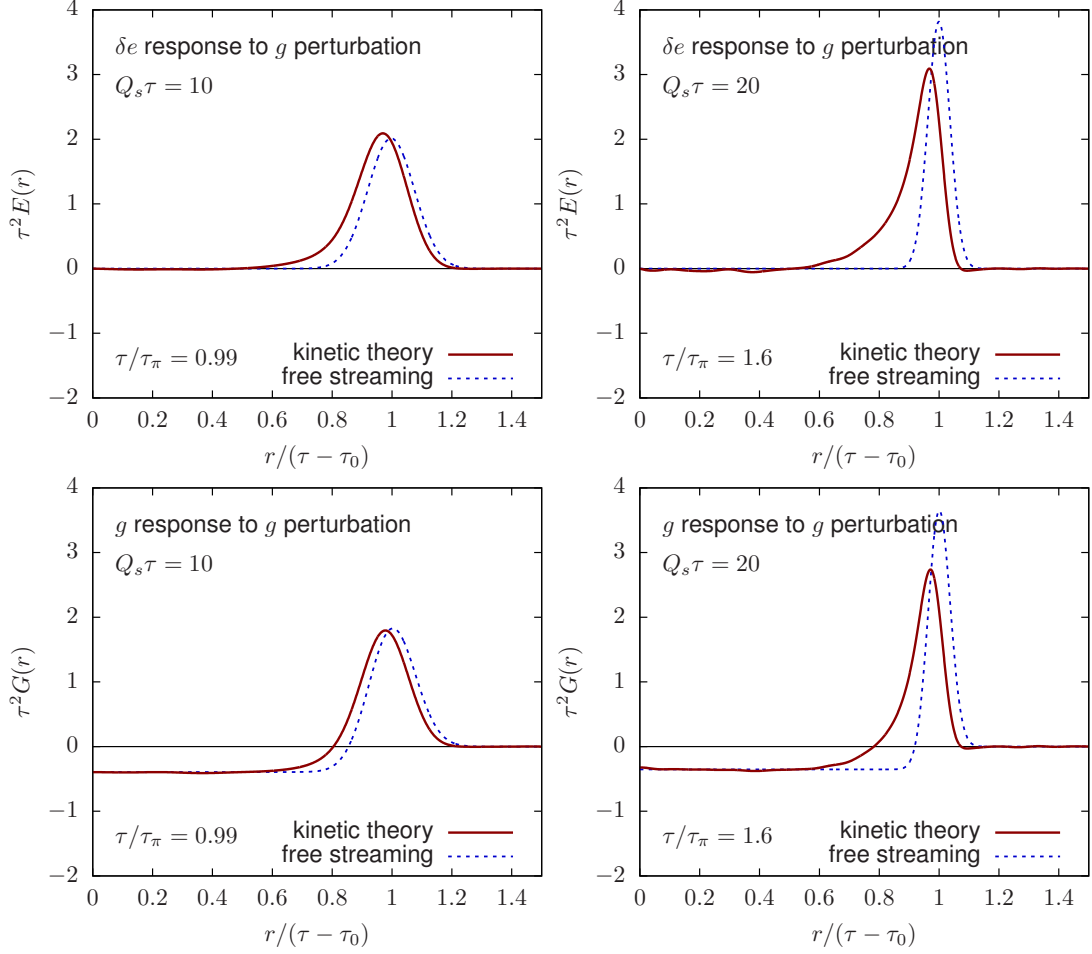 δe response to g perturbation
Q_sτ = 10
τ²E(r)
4
3
2
1
0
−1
−2
τ/τ_π = 0.99
kinetic theory
free streaming
0 0.2 0.4 0.6 0.8 1 1.2 1.4
r/(τ − τ₀)
δe response to g perturbation
Q_sτ = 20
τ²E(r)
4
3
2
1
0
−1
−2
τ/τ_π = 1.6
kinetic theory
free streaming
0 0.2 0.4 0.6 0.8 1 1.2 1.4
r/(τ − τ₀)
g response to g perturbation
Q_sτ = 10
τ²G(r)
4
3
2
1
0
−1
−2
τ/τ_π = 0.99
kinetic theory
free streaming
0 0.2 0.4 0.6 0.8 1 1.2 1.4
r/(τ − τ₀)
g response to g perturbation
Q_sτ = 20
τ²G(r)
4
3
2
1
0
−1
−2
τ/τ_π = 1.6
kinetic theory
free streaming
0 0.2 0.4 0.6 0.8 1 1.2 1.4
r/(τ − τ₀)